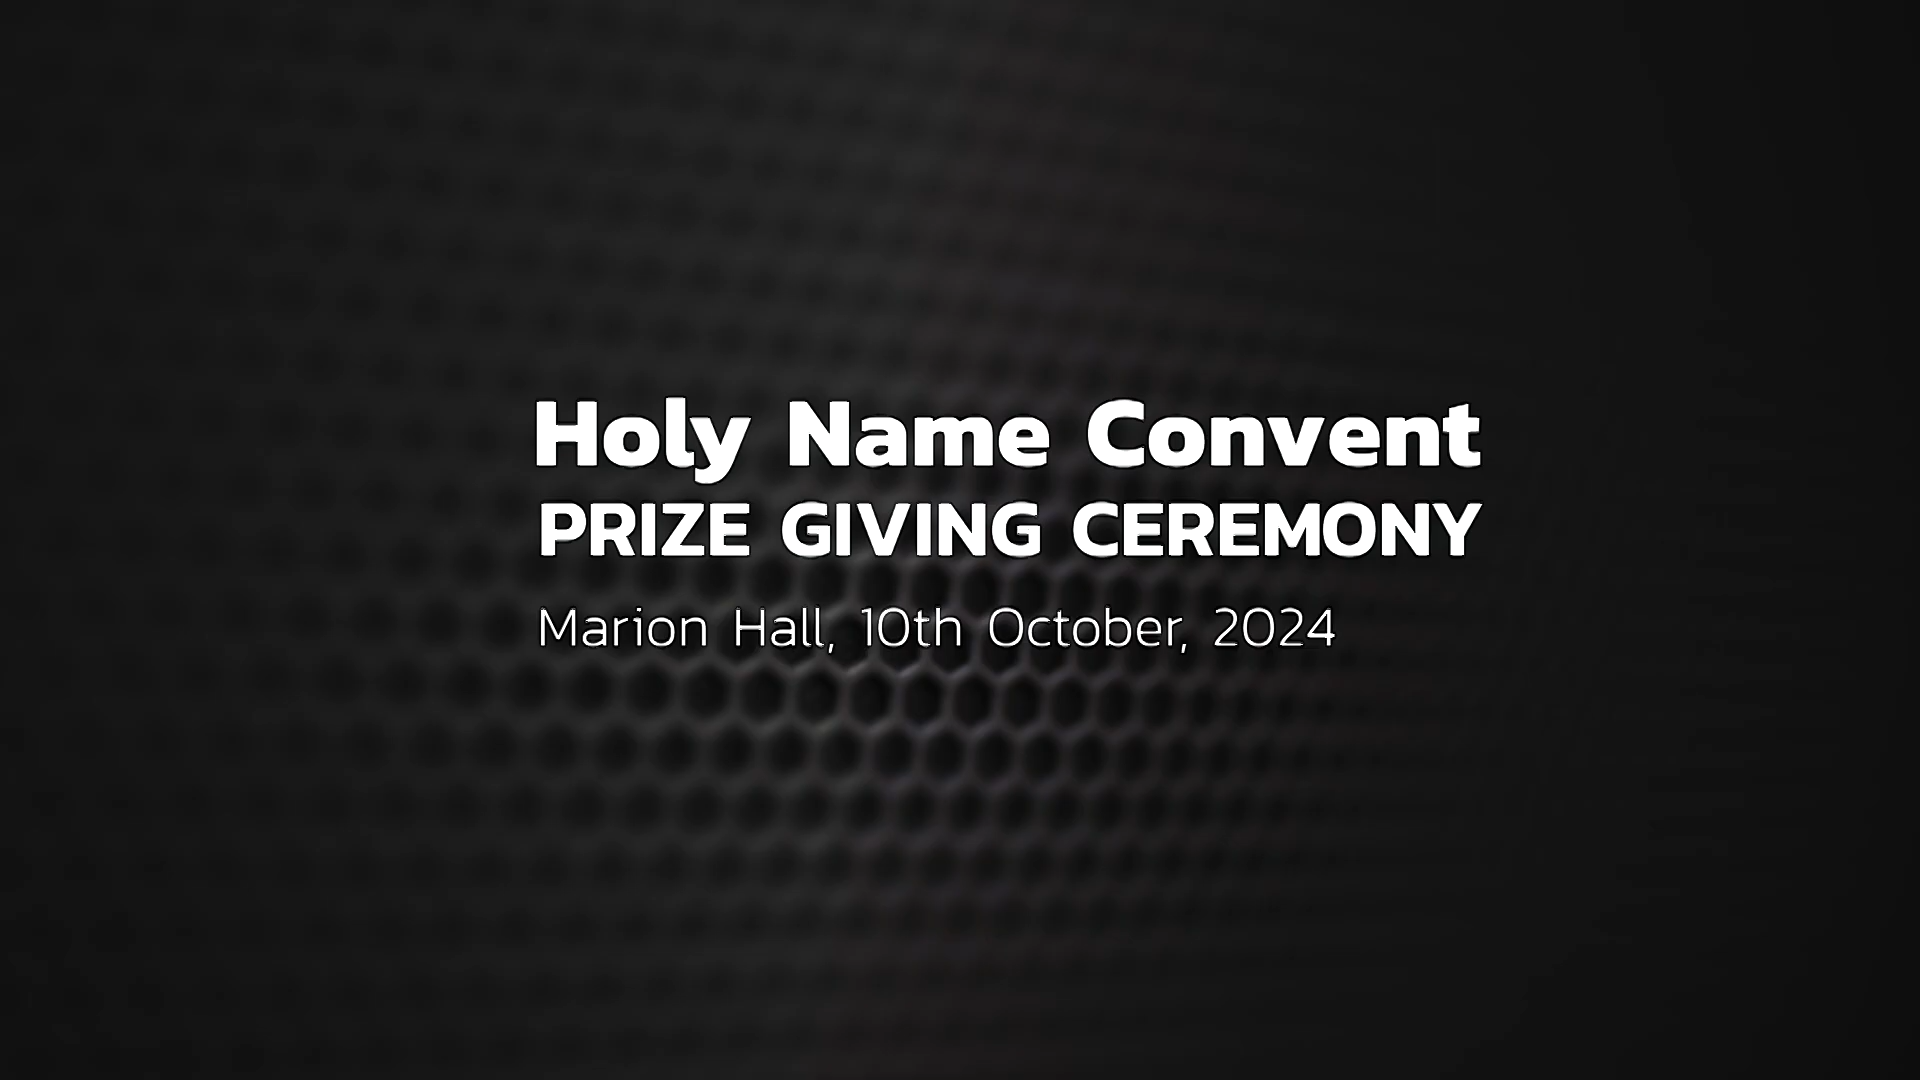 Holy Name Convent
PRIZE GIVING CEREMONY
Marion Hall, 10th October, 2024